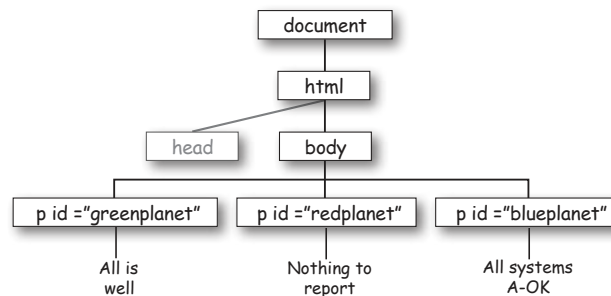 document
html
head
body
p id =”greenplanet”
p id =”redplanet”
p id =”blueplanet”
All is
well
Nothing to
report
All systems
A-OK